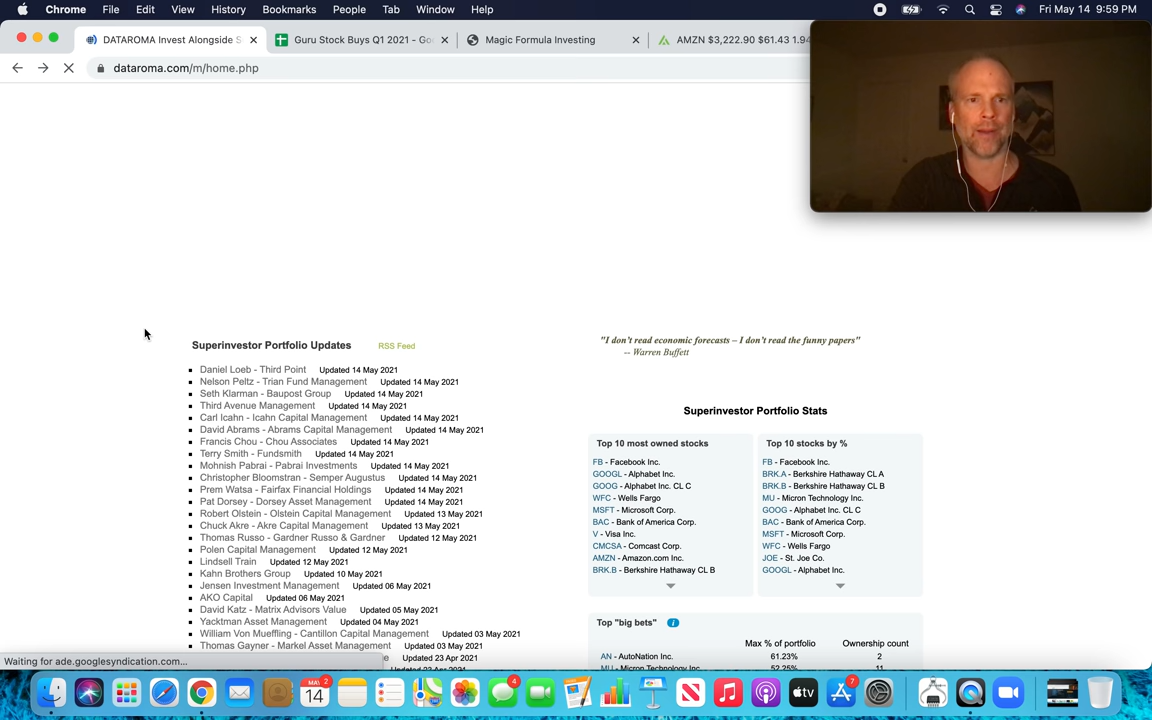 Chrome File Edit View History Bookmarks People Tab Window Help Fri May 14 9:59 PM
DATAROMA Invest Alongside S Guru Stock Buys Q1 2021 - Go Magic Formula Investing AMZN $3,222.90 $61.43 1.94
dataroma.com/m/home.php
Superinvestor Portfolio Updates RSS Feed
Daniel Loeb - Third Point Updated 14 May 2021
Nelson Peltz - Trian Fund Management Updated 14 May 2021
Seth Klarman - Baupost Group Updated 14 May 2021
Third Avenue Management Updated 14 May 2021
Carl Icahn - Icahn Capital Management Updated 14 May 2021
David Abrams - Abrams Capital Management Updated 14 May 2021
Francis Chou - Chou Associates Updated 14 May 2021
Terry Smith - Fundsmith Updated 14 May 2021
Mohnish Pabrai - Pabrai Investments Updated 14 May 2021
Christopher Bloomstran - Semper Augustus Updated 14 May 2021
Prem Watsa - Fairfax Financial Holdings Updated 14 May 2021
Pat Dorsey - Dorsey Asset Management Updated 14 May 2021
Robert Olstein - Olstein Capital Management Updated 13 May 2021
Chuck Akre - Akre Capital Management Updated 13 May 2021
Thomas Russo - Gardner Russo & Gardner Updated 12 May 2021
Polen Capital Management Updated 12 May 2021
Lindsell Train Updated 12 May 2021
Kahn Brothers Group Updated 10 May 2021
Jensen Investment Management Updated 06 May 2021
AKO Capital Updated 06 May 2021
David Katz - Matrix Advisors Value Updated 05 May 2021
Yacktman Asset Management Updated 04 May 2021
William Von Mueffling - Cantillon Capital Management Updated 03 May 2021
Thomas Gayner - Markel Asset Management Updated 03 May 2021
Updated 23 Apr 2021
"I don't read economic forecasts – I don't read the funny papers"
-- Warren Buffett
Superinvestor Portfolio Stats
Top 10 most owned stocks
FB - Facebook Inc.
GOOGL - Alphabet Inc.
GOOG - Alphabet Inc. CL C
WFC - Wells Fargo
MSFT - Microsoft Corp.
BAC - Bank of America Corp.
V - Visa Inc.
CMCSA - Comcast Corp.
AMZN - Amazon.com Inc.
BRK.B - Berkshire Hathaway CL B
Top 10 stocks by %
FB - Facebook Inc.
BRK.A - Berkshire Hathaway CL A
BRK.B - Berkshire Hathaway CL B
MU - Micron Technology Inc.
GOOG - Alphabet Inc. CL C
BAC - Bank of America Corp.
MSFT - Microsoft Corp.
WFC - Wells Fargo
JOE - St. Joe Co.
GOOGL - Alphabet Inc.
Top "big bets" i
Max % of portfolio Ownership count
AN - AutoNation Inc. 61.23% 2
MU - Micron Technology Inc. 52.25% 11
Waiting for ade.googlesyndication.com...
MAY 2
14
4
tv
7